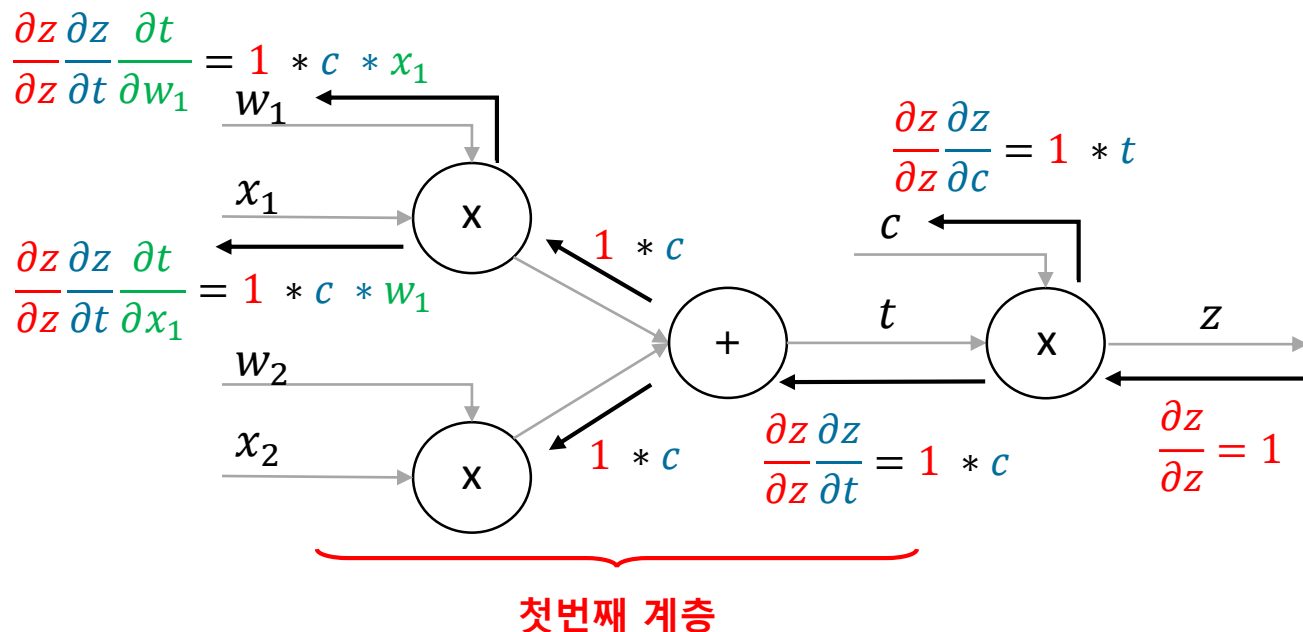 ∂z/∂z ∂z/∂t ∂t/∂w₁ = 1 * c * x₁
w₁
x₁
x
∂z/∂z ∂z/∂t ∂t/∂x₁ = 1 * c * w₁
1 * c
∂z/∂z ∂z/∂c = 1 * t
c
+
t
x
z
w₂
x₂
x
1 * c
∂z/∂z ∂z/∂t = 1 * c
∂z/∂z = 1
첫번째 계층